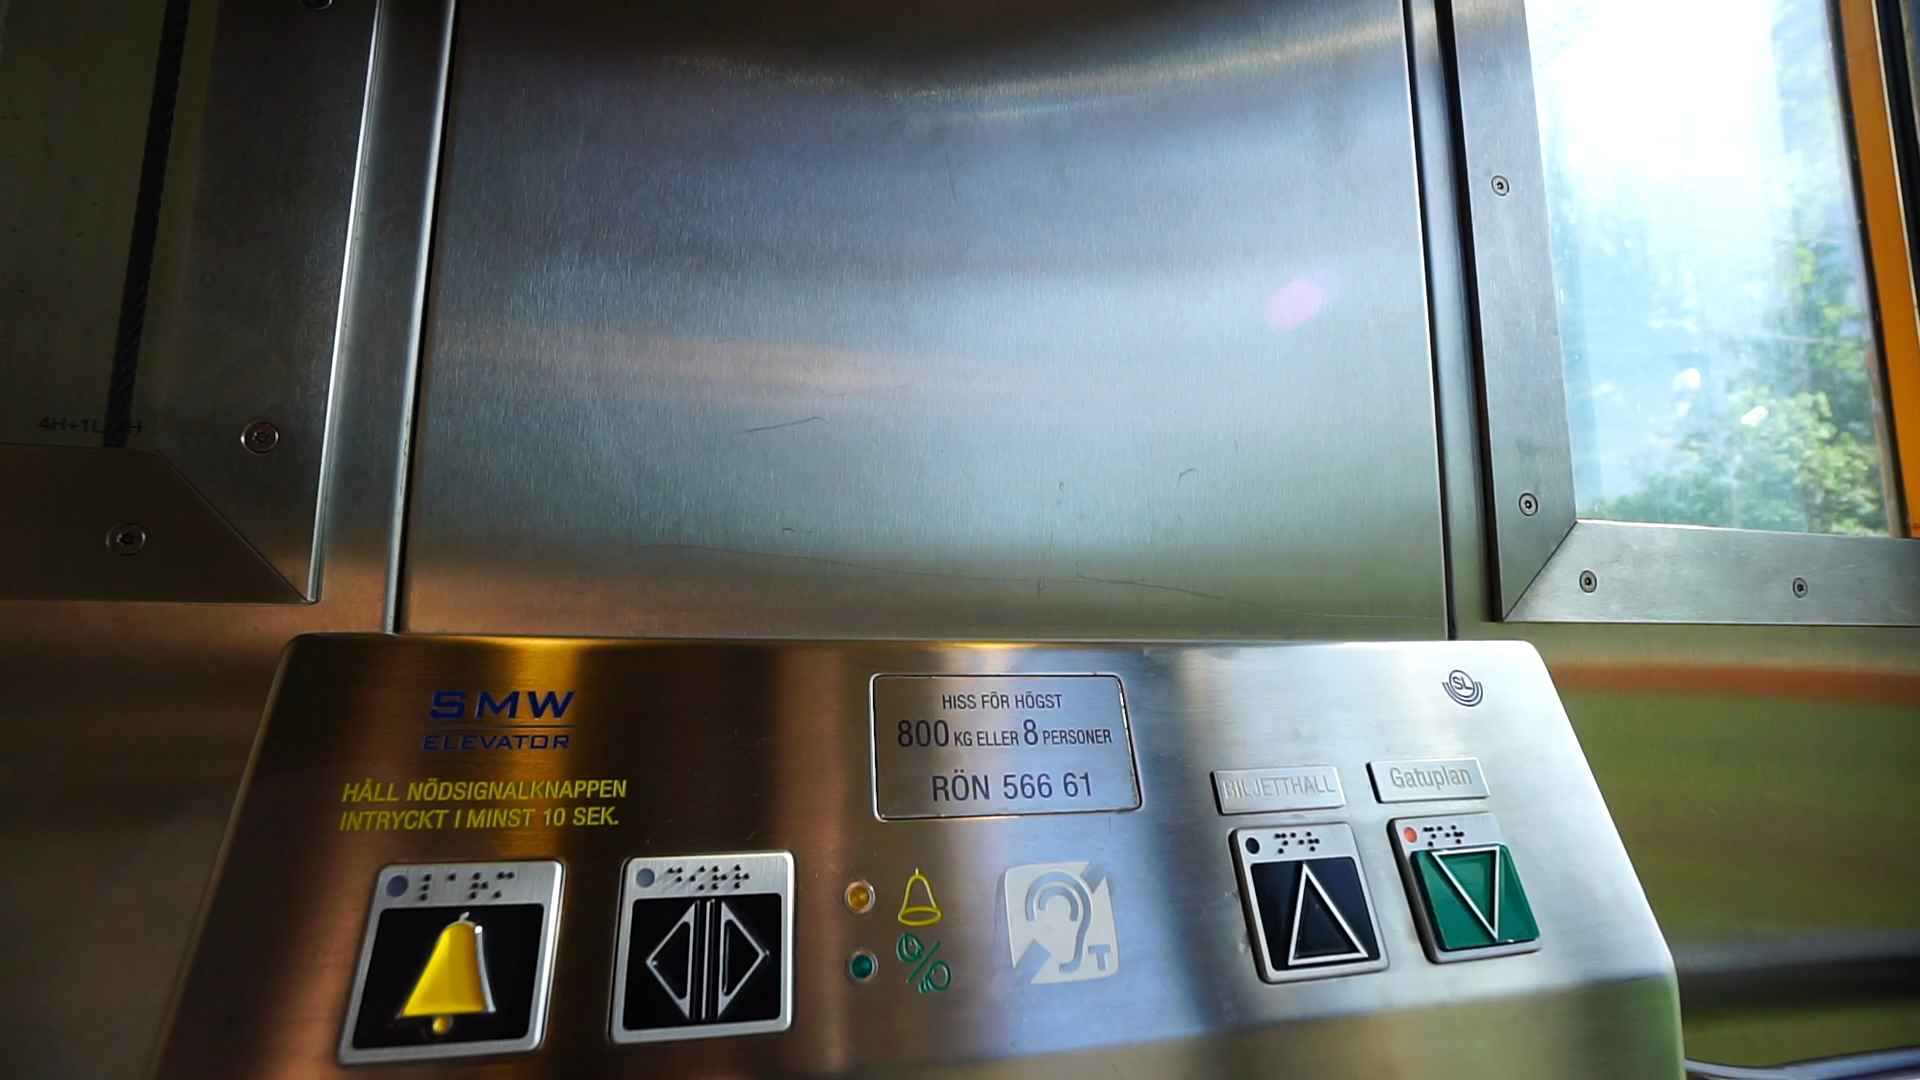 SMW
ELEVATOR
HÅLL NÖDSIGNALKNAPPEN
INTRYCKT I MINST 10 SEK.
HISS FÖR HÖGST
800 KG ELLER 8 PERSONER
RÖN 566 61
SL
BILJETTHALL
Gatuplan
T